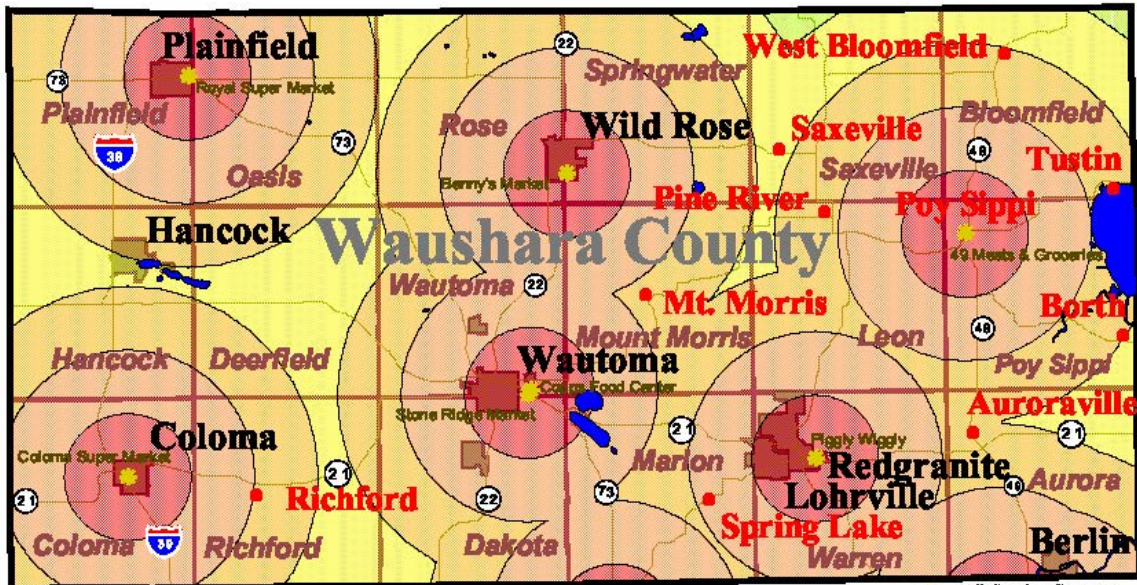 Plainfield
22
West Bloomfield
73
Royal Super Market
Springwater
Plainfield
Rose
Wild Rose
Saxeville
Bloomfield
39
73
Oasis
Benny's Market
Saxeville
49
Tustin
Pine River
Poy Sippi
Hancock
Waushara County
49 Meats & Groceries
Wautoma
22
Mt. Morris
Borth
Hancock
Deerfield
Mount Morris
Leon
49
Poy Sippi
Wautoma
Copps Food Center
Stone Ridge Market
Auroraville
Coloma
Coloma Super Market
21
Marion
Piggly Wiggly
21
Redgranite
Aurora
21
Richford
22
73
Lohrville
49
Spring Lake
Coloma
39
Richford
Dakota
Warren
Berlin